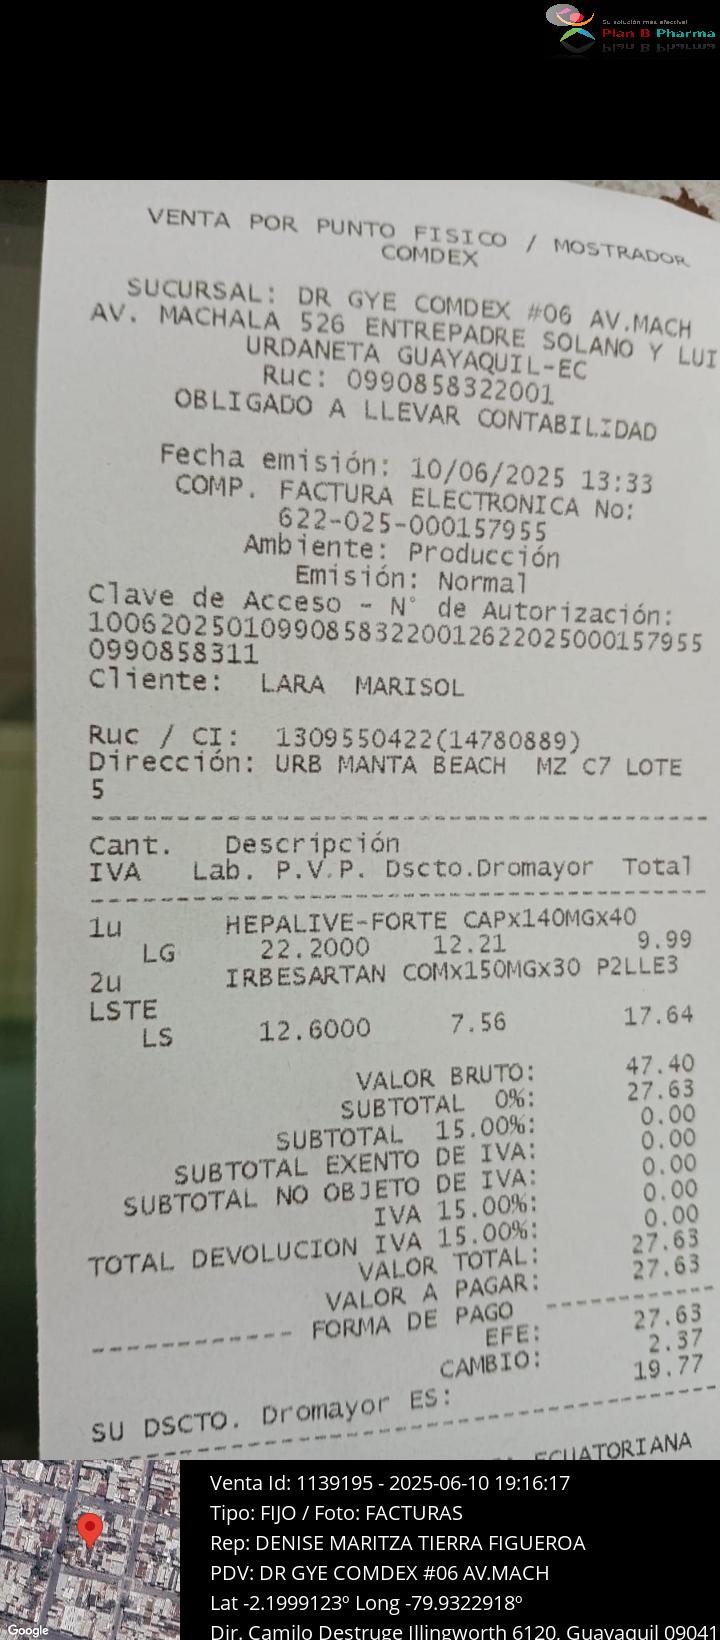 Su solución más efectiva!
Plan B Pharma
VENTA POR PUNTO FISICO / MOSTRADOR
COMDEX
SUCURSAL: DR GYE COMDEX #06 AV.MACH
AV. MACHALA 526 ENTREPADRE SOLANO Y LUI
URDANETA GUAYAQUIL-EC
Ruc: 0990858322001
OBLIGADO A LLEVAR CONTABILIDAD
Fecha emisión: 10/06/2025 13:33
COMP. FACTURA ELECTRONICA No:
622-025-000157955
Ambiente: Producción
Emisión: Normal
Clave de Acceso - N° de Autorización:
100620250109908583220012622025000157955
0990858311
Cliente: LARA MARISOL
Ruc / CI: 1309550422(14780889)
Dirección: URB MANTA BEACH MZ C7 LOTE
5
Cant. Descripción
IVA Lab. P.V.P. Dscto.Dromayor Total
1u HEPALIVE-FORTE CAPx140MGx40
LG 22.2000 12.21 9.99
2u IRBESARTAN COMx150MGx30 P2LLE3
LSTE
LS 12.6000 7.56 17.64
VALOR BRUTO: 47.40
SUBTOTAL 0%: 27.63
SUBTOTAL 15.00%: 0.00
SUBTOTAL EXENTO DE IVA: 0.00
SUBTOTAL NO OBJETO DE IVA: 0.00
IVA 15.00%: 0.00
TOTAL DEVOLUCION IVA 15.00%: 0.00
VALOR TOTAL: 27.63
VALOR A PAGAR: 27.63
------------ FORMA DE PAGO ------------
EFE: 27.63
CAMBIO: 2.37
SU DSCTO. Dromayor ES: 19.77
ECUATORIANA
Venta Id: 1139195 - 2025-06-10 19:16:17
Tipo: FIJO / Foto: FACTURAS
Rep: DENISE MARITZA TIERRA FIGUEROA
PDV: DR GYE COMDEX #06 AV.MACH
Lat -2.1999123º Long -79.9322918º
Dir. Camilo Destruge Illingworth 6120, Guayaquil 09041
Google